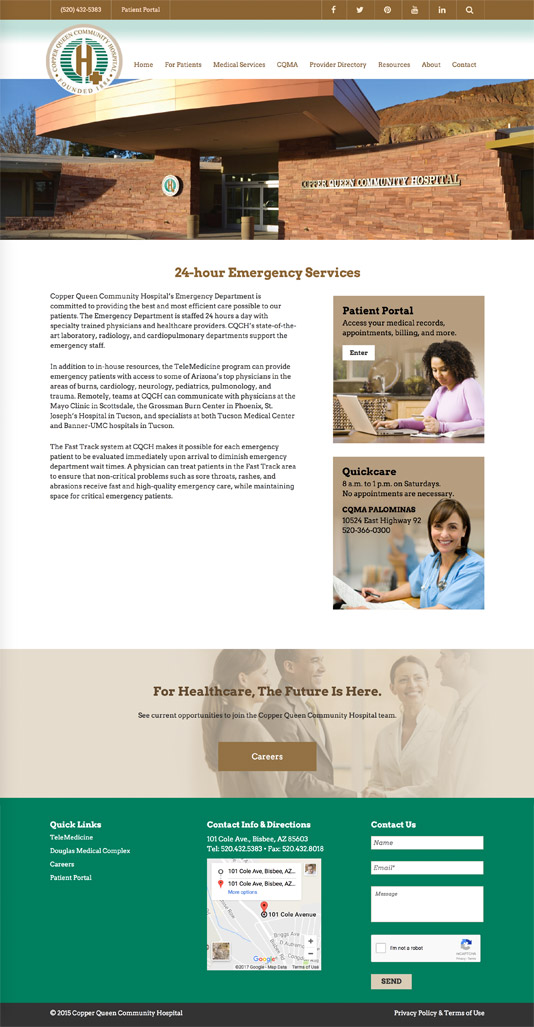 (520) 432-5383
Patient Portal
COPPER QUEEN COMMUNITY HOSPITAL
H
FOUNDED 1884
Home
For Patients
Medical Services
CQMA
Provider Directory
Resources
About
Contact
H
COPPER QUEEN COMMUNITY HOSPITAL
24-hour Emergency Services
Copper Queen Community Hospital's Emergency Department is
committed to providing the best and most efficient care possible to our
patients. The Emergency Department is staffed 24 hours a day with
specialty trained physicians and healthcare providers. CQCH's state-of-the-
art laboratory, radiology, and cardiopulmonary departments support the
emergency staff.
In addition to in-house resources, the TeleMedicine program can provide
emergency patients with access to some of Arizona's top physicians in the
areas of burns, cardiology, neurology, pediatrics, pulmonology, and
trauma. Remotely, teams at CQCH can communicate with physicians at the
Mayo Clinic in Scottsdale, the Grossman Burn Center in Phoenix, St.
Joseph's Hospital in Tucson, and specialists at both Tucson Medical Center
and Banner-UMC hospitals in Tucson.
The Fast Track system at CQCH makes it possible for each emergency
patient to be evaluated immediately upon arrival to diminish emergency
department wait times. A physician can treat patients in the Fast Track area
to ensure that non-critical problems such as sore throats, rashes, and
abrasions receive fast and high-quality emergency care, while maintaining
space for critical emergency patients.
Patient Portal
Access your medical records,
appointments, billing, and more.
Enter
Quickcare
8 a.m. to 1 p.m. on Saturdays.
No appointments are necessary.
CQMA PALOMINAS
10524 East Highway 92
520-366-0300
For Healthcare, The Future Is Here.
See current opportunities to join the Copper Queen Community Hospital team.
Careers
Quick Links
TeleMedicine
Douglas Medical Complex
Careers
Patient Portal
Contact Info & Directions
101 Cole Ave., Bisbee, AZ 85603
Tel: 520.432.5383 • Fax: 520.432.8018
101 Cole Ave, Bisbee, AZ...
101 Cole Ave, Bisbee, AZ...
More options
101 Cole Avenue
Briggs Ave
Google
©2017 Google - Map Data
Terms of Use
Contact Us
Name
Email*
Message
I'm not a robot
reCAPTCHA
Privacy - Terms
SEND
© 2015 Copper Queen Community Hospital
Privacy Policy & Terms of Use